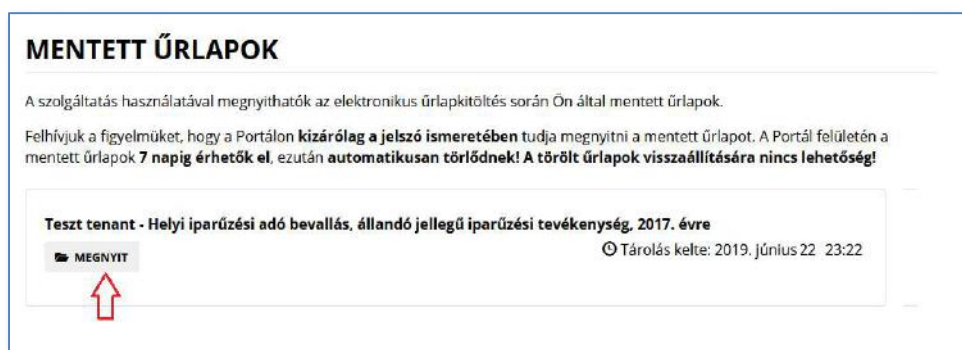 MENTETT ŰRLAPOK
A szolgáltatás használatával megnyithatók az elektronikus űrlapkitöltés során Ön által mentett űrlapok.
Felhívjuk a figyelmüket, hogy a Portálon kizárólag a jelszó ismeretében tudja megnyitni a mentett űrlapot. A Portál felületén a
mentett űrlapok 7 napig érhetők el, ezután automatikusan törlődnek! A törölt űrlapok visszaállítására nincs lehetőség!
Teszt tenant - Helyi iparűzési adó bevallás, állandó jellegű iparűzési tevékenység, 2017. évre
MEGNYIT
Tárolás kelte: 2019. június 22 23:22